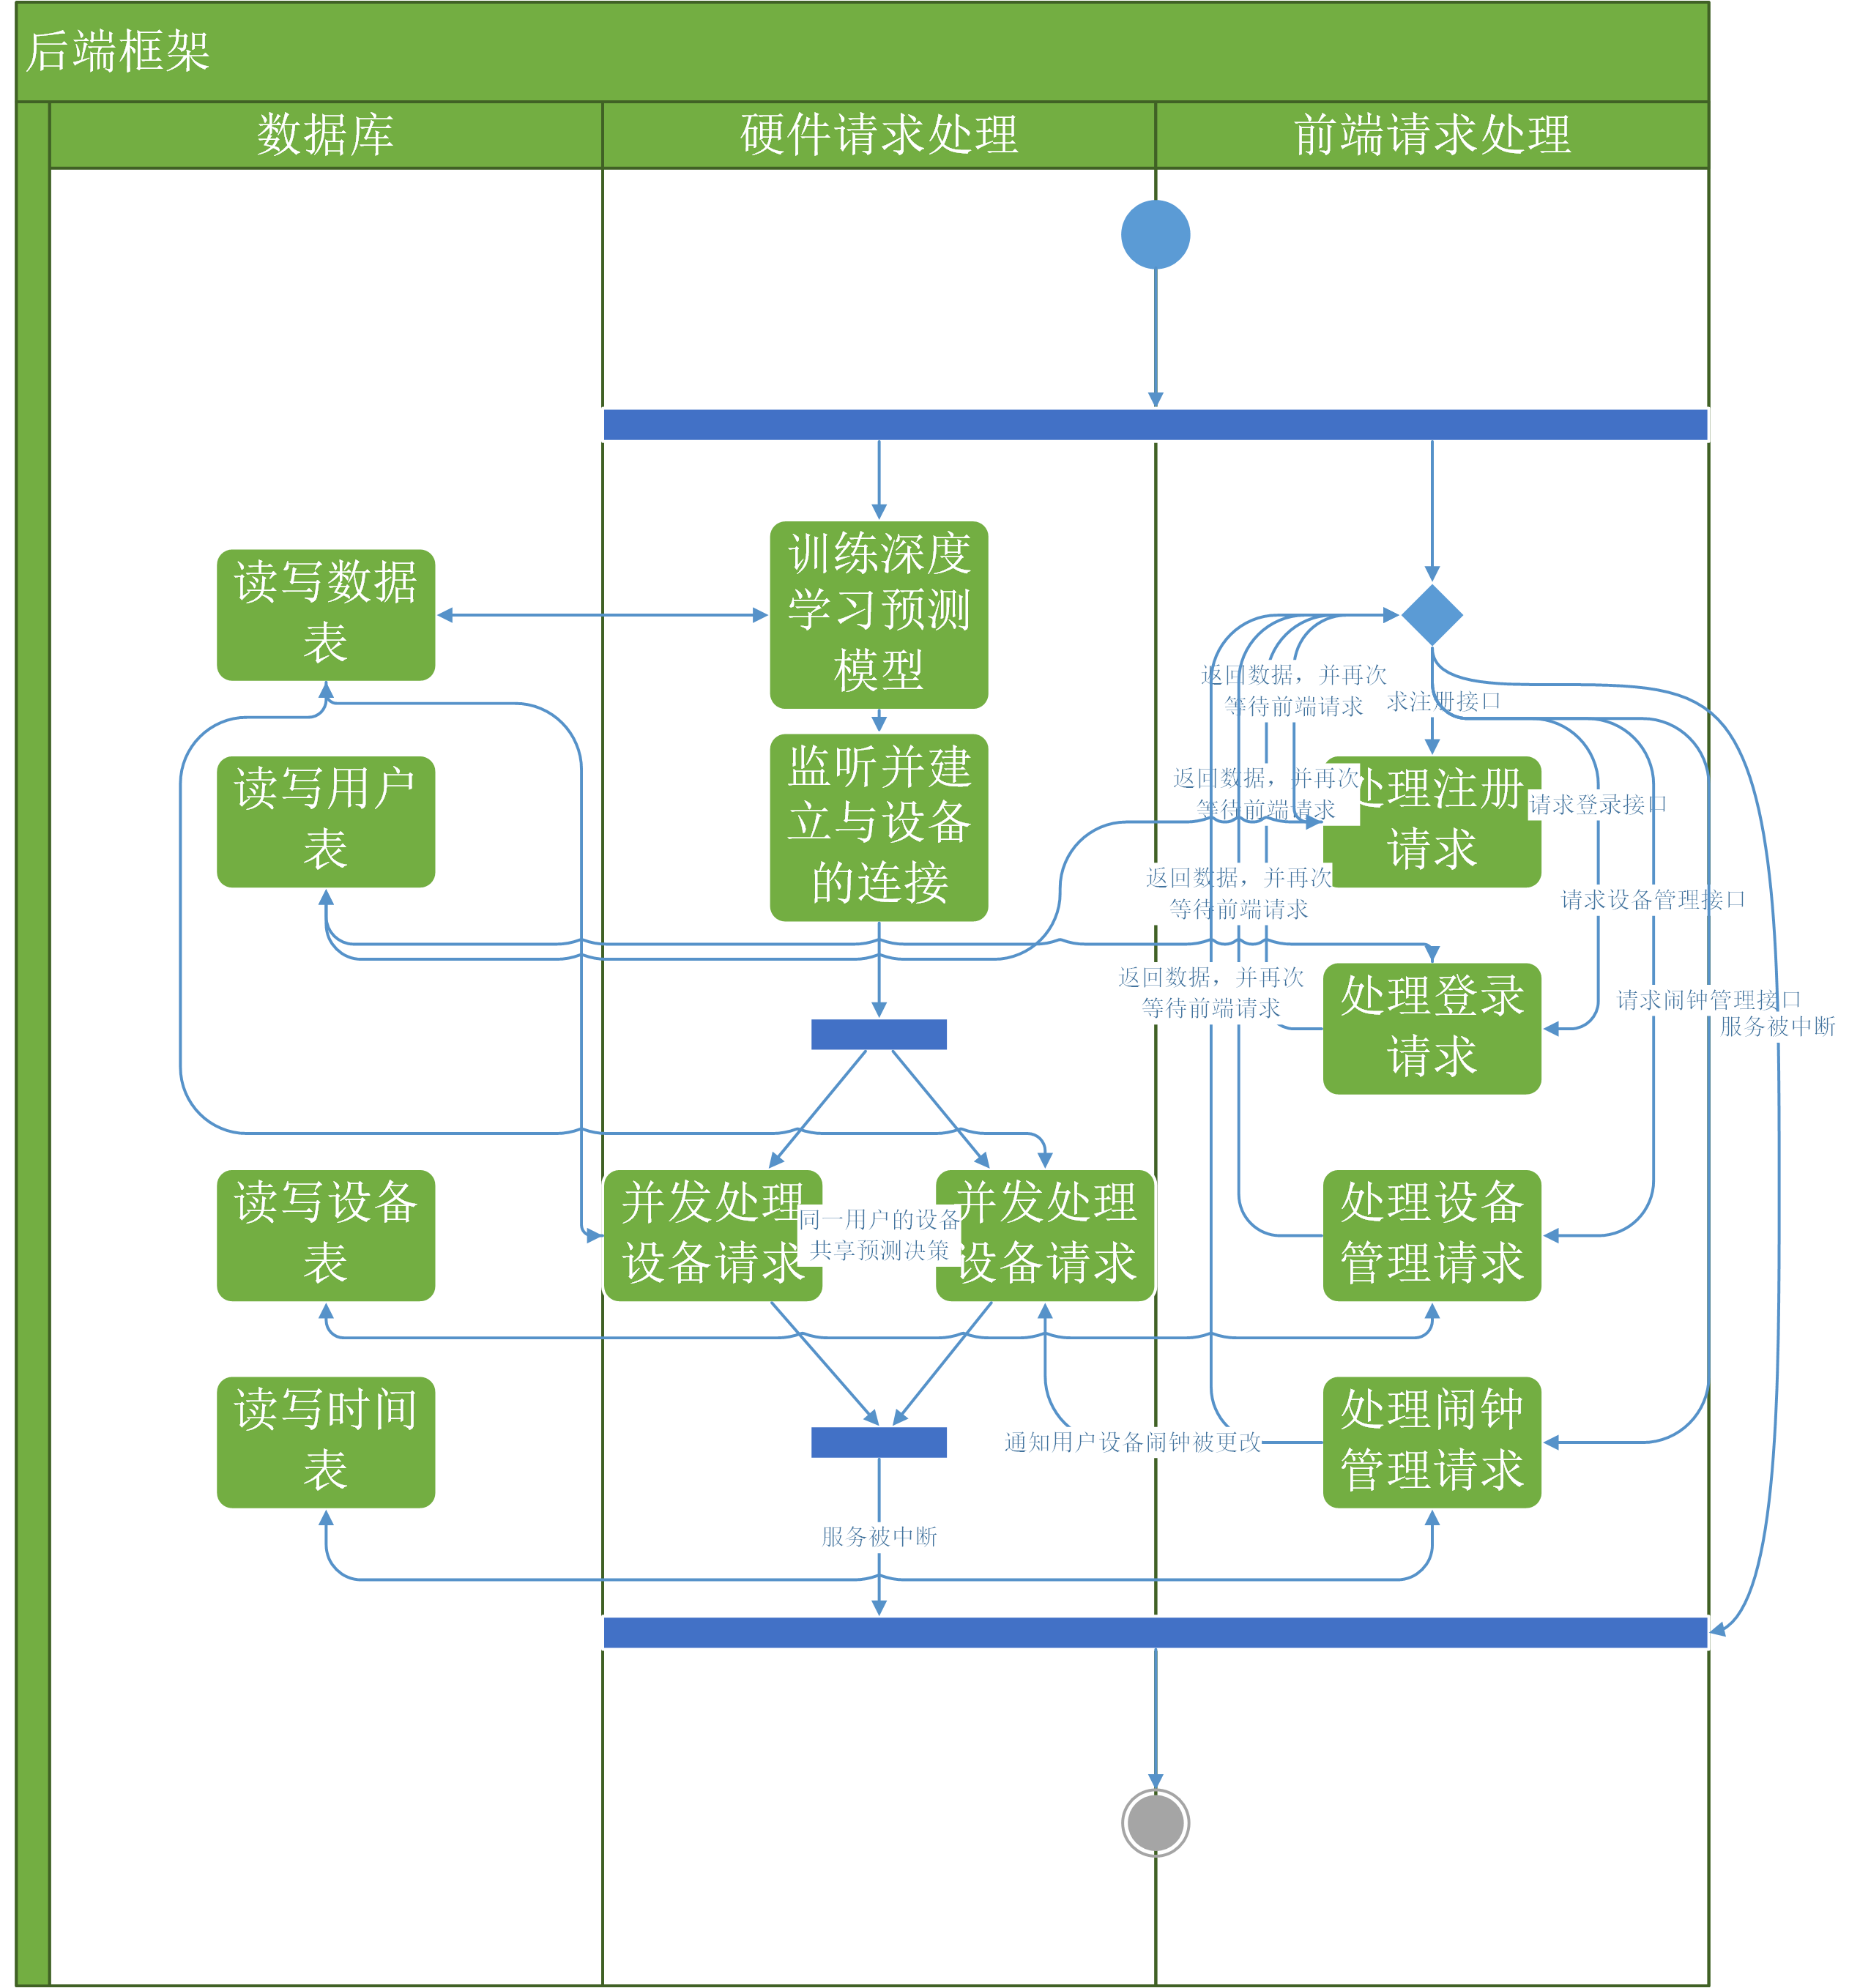 后端框架
数据库
硬件请求处理
前端请求处理
读写数据
表
训练深度
学习预测
模型
返回数据，并再次
等待前端请求
求注册接口
读写用户
表
监听并建
立与设备
的连接
返回数据，并再次
等待前端请求
处理注册
请求
请求登录接口
返回数据，并再次
等待前端请求
请求设备管理接口
返回数据，并再次
等待前端请求
处理登录
请求
请求闹钟管理接口
服务被中断
读写设备
表
并发处理
设备请求
同一用户的设备
共享预测决策
并发处理
设备请求
处理设备
管理请求
读写时间
表
通知用户设备闹钟被更改
处理闹钟
管理请求
服务被中断